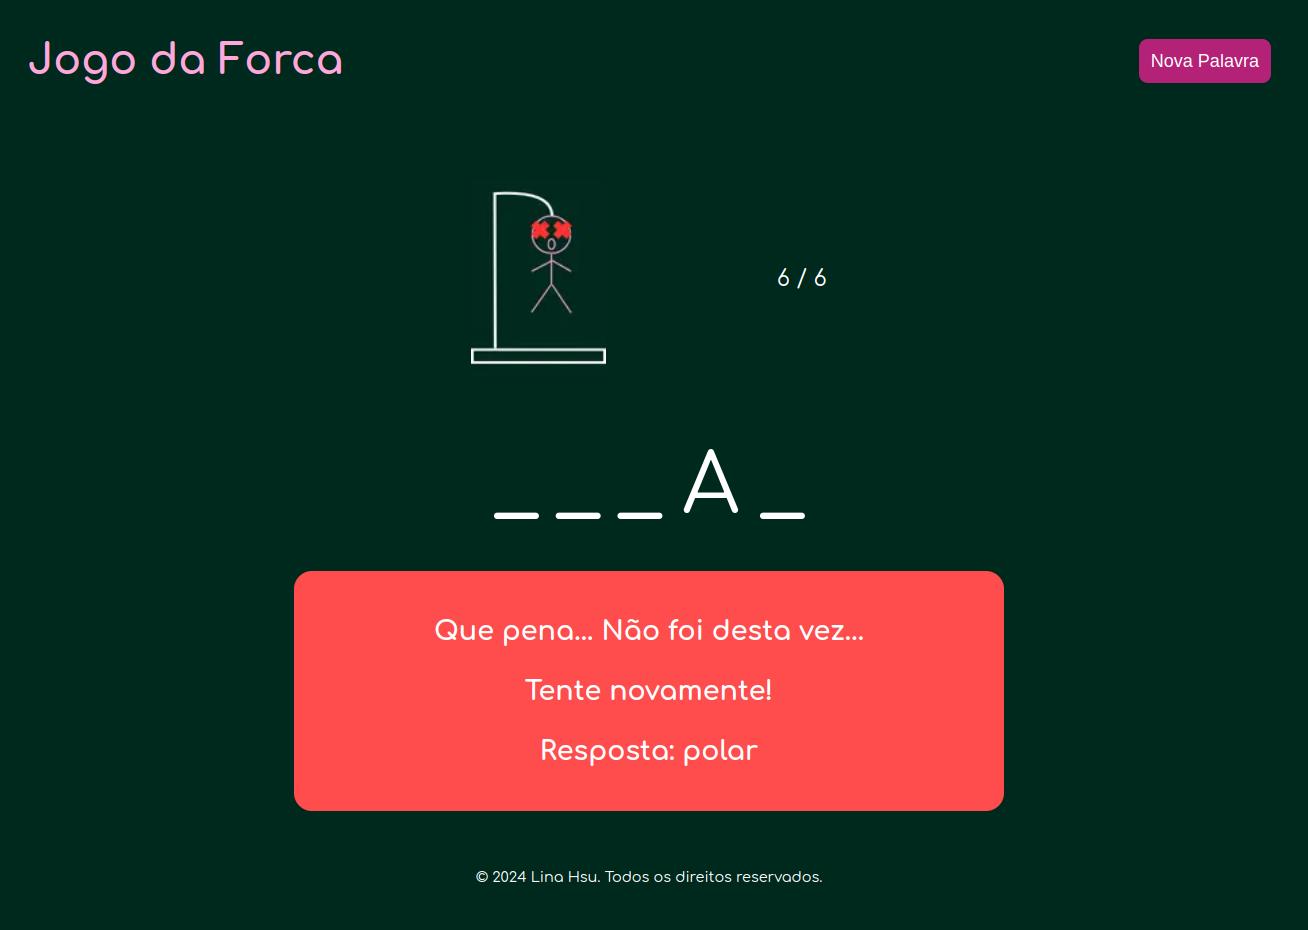 Jogo da Forca
Nova Palavra
6 / 6
_ _ _ A _
Que pena... Não foi desta vez...
Tente novamente!
Resposta: polar
© 2024 Lina Hsu. Todos os direitos reservados.